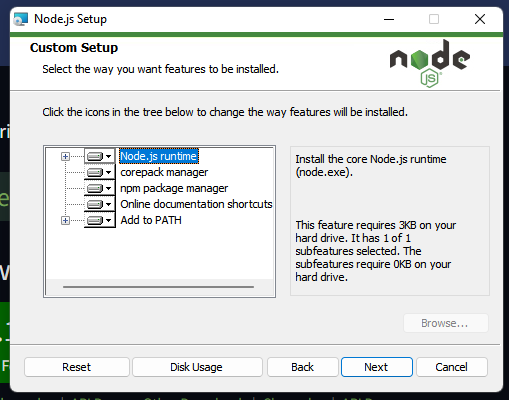 Node.js Setup
Custom Setup
Select the way you want features to be installed.
node
JS
Click the icons in the tree below to change the way features will be installed.
Node.js runtime
corepack manager
npm package manager
Online documentation shortcuts
Add to PATH
Install the core Node.js runtime
(node.exe).
This feature requires 3KB on your
hard drive. It has 1 of 1
subfeatures selected. The
subfeatures require 0KB on your
hard drive.
Browse...
Reset
Disk Usage
Back
Next
Cancel